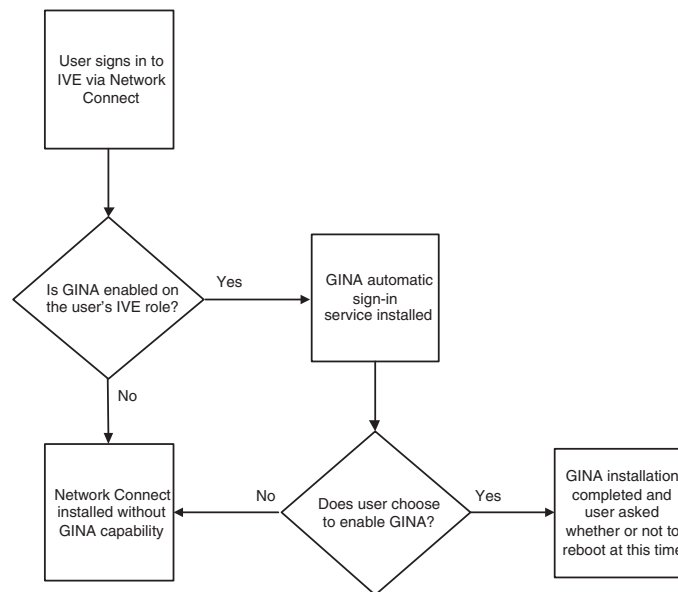 User signs in to
IVE via Network
Connect
Is GINA enabled on
the user's IVE role?
Yes
GINA automatic
sign-in
service installed
No
Network Connect
installed without
GINA capability
No
Does user choose
to enable GINA?
Yes
GINA installation
completed and
user asked
whether or not to
reboot at this time